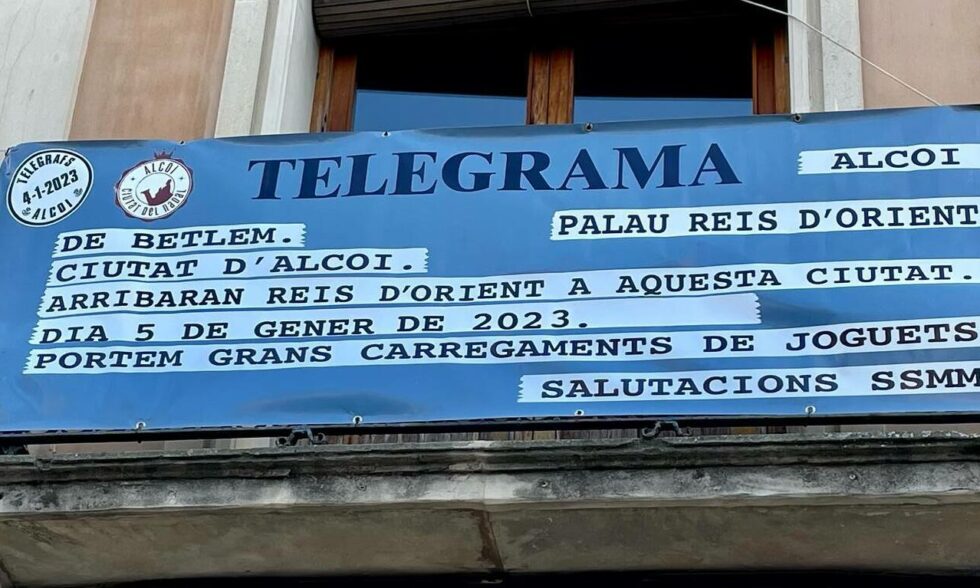 TELEGRAFS
4-1-2023
ALCOI
ALCOI
CIUTAT DEL NADAL
TELEGRAMA
ALCOI
PALAU REIS D'ORIENT
DE BETLEM.
CIUTAT D'ALCOI.
ARRIBARAN REIS D'ORIENT A AQUESTA CIUTAT.
DIA 5 DE GENER DE 2023.
PORTEM GRANS CARREGAMENTS DE JOGUETS
SALUTACIONS SSMM